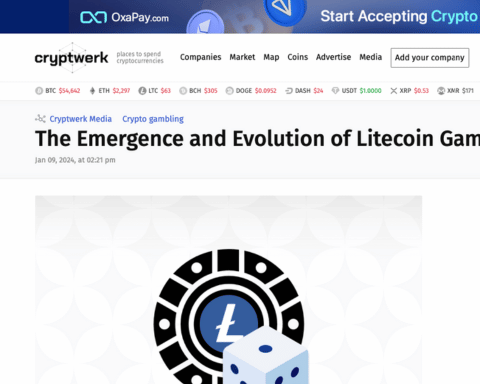 OxaPay.com
Start Accepting Crypto
cryptwerk
places to spend
cryptocurrencies
Companies Market Map Coins Advertise Media Add your company
BTC $54,642 ETH $2,297 LTC $63 BCH $305 DOGE $0.0952 DASH $24 USDT $1.0000 XRP $0.53 XMR $171
Cryptwerk Media Crypto gambling
The Emergence and Evolution of Litecoin Gam
Jan 09, 2024, at 02:21 pm